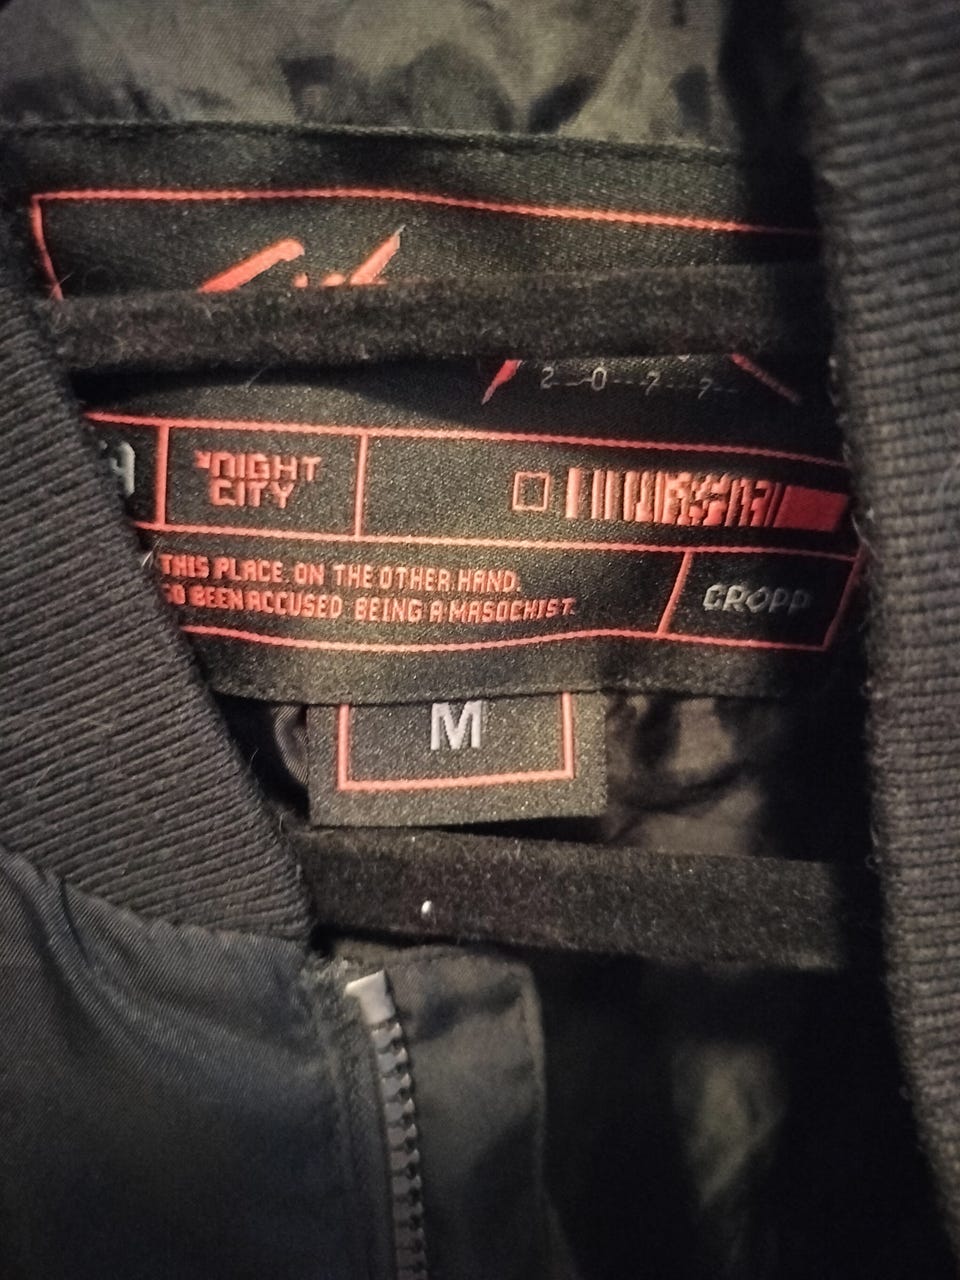 2077
NIGHT
CITY
THIS PLACE. ON THE OTHER HAND.
BEEN ACCUSED BEING A MASOCHIST.
CROPP
M